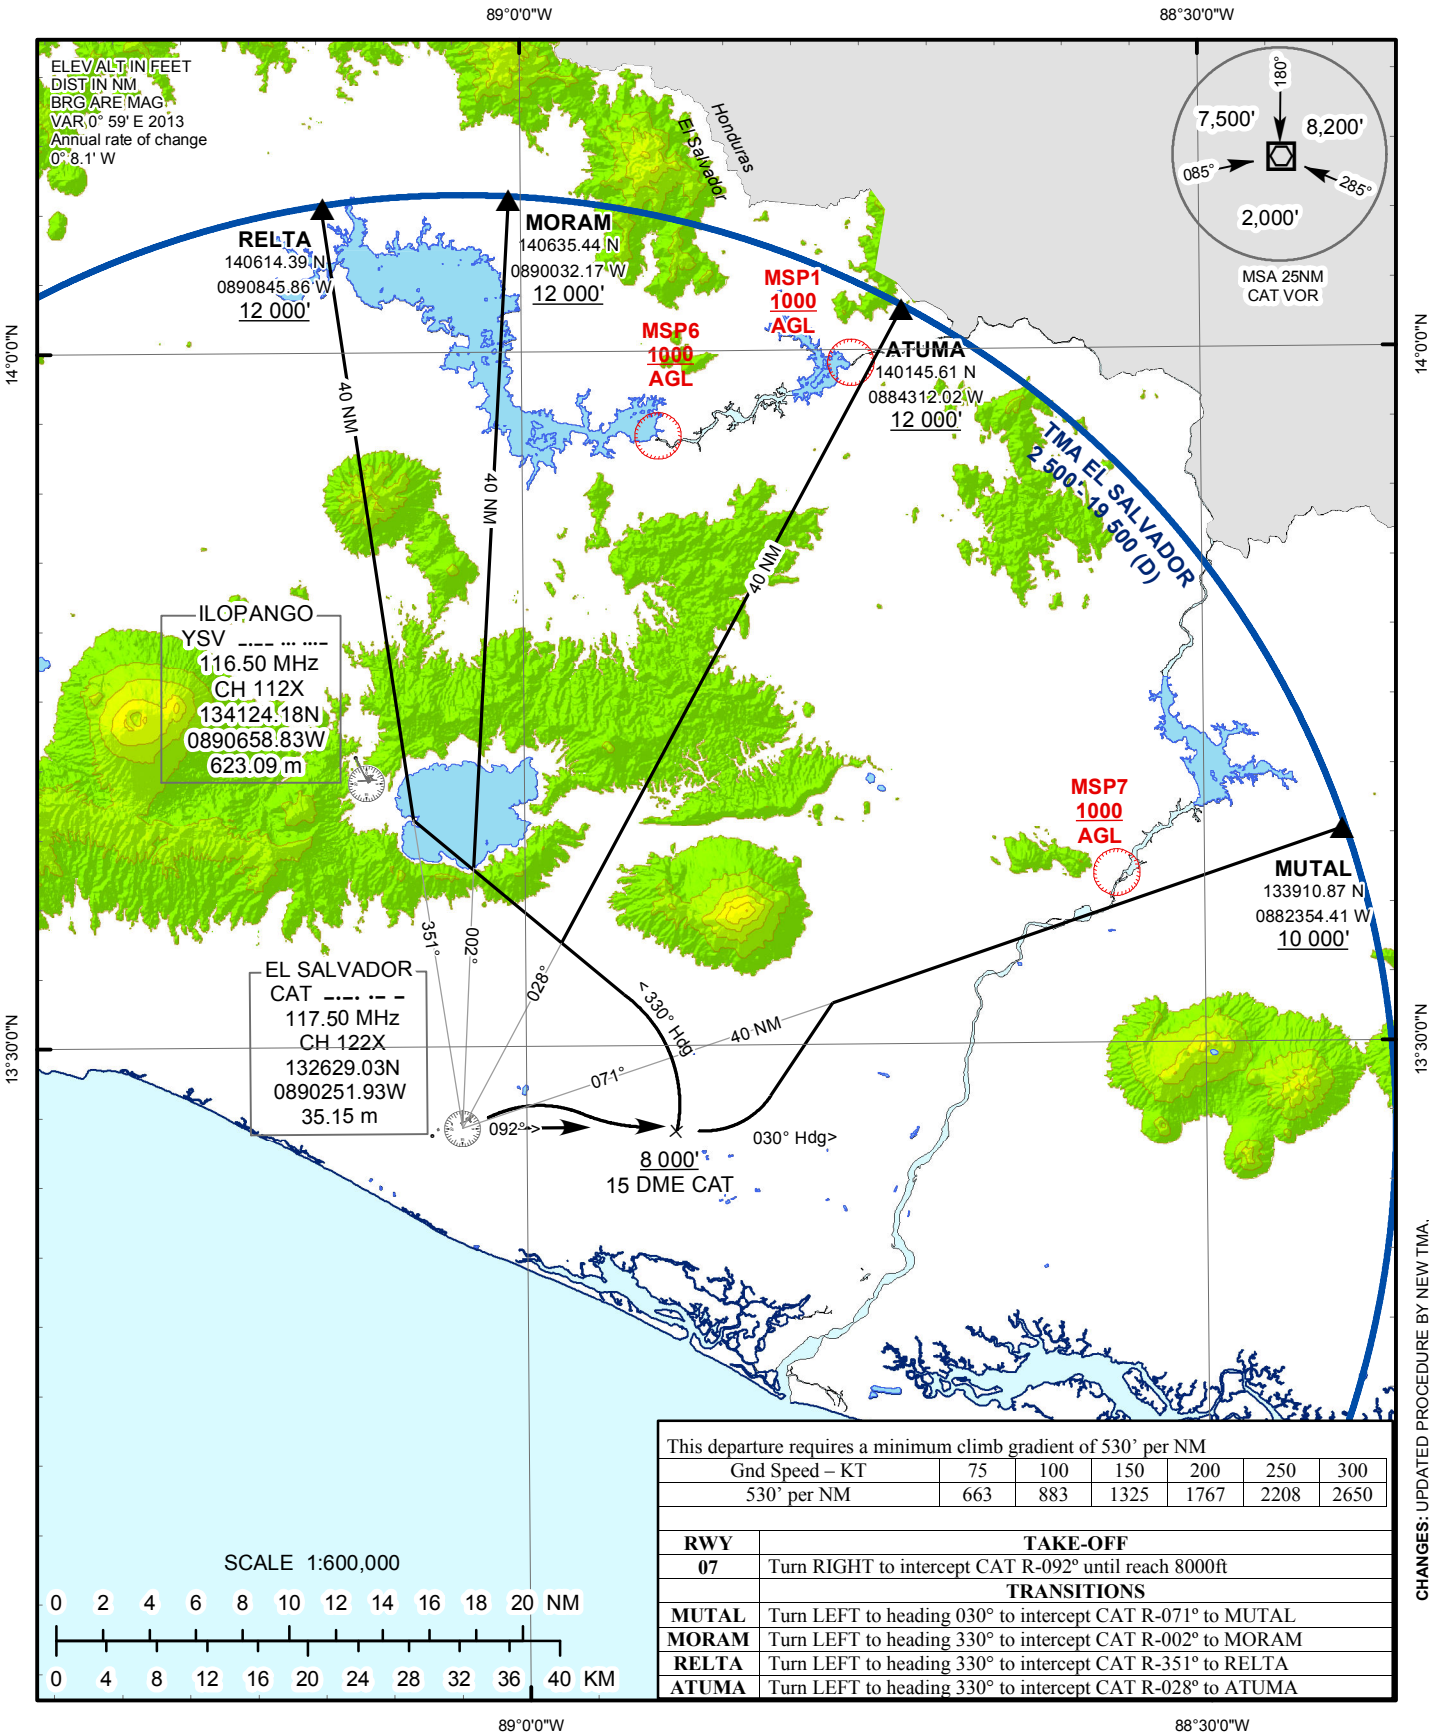 89°0'0"W
88°30'0"W
ELEV ALT IN FEET
DIST IN NM
BRG ARE MAG
VAR 0° 59' E 2013
Annual rate of change
0° 8.1' W
Honduras
El Salvador
180°
7,500'
8,200'
085°
285°
2,000'
MSA 25NM
CAT VOR
RELTA
140614.39 N
0890845.86 W
12 000'
MORAM
140635.44 N
0890032.17 W
12 000'
MSP1
1000
AGL
MSP6
1000
AGL
ATUMA
140145.61 N
0884312.02 W
12 000'
14°0'0"N
14°0'0"N
40 NM
40 NM
40 NM
TMA EL SALVADOR
2 500'- 19 500 (D)
ILOPANGO
YSV -.-- ... ...-
116.50 MHz
CH 112X
134124.18N
0890658.83W
623.09 m
MSP7
1000
AGL
MUTAL
133910.87 N
0882354.41 W
10 000'
351°
002°
028°
< 330° Hdg
40 NM
071°
EL SALVADOR
CAT -.-. .- -
117.50 MHz
CH 122X
132629.03N
0890251.93W
35.15 m
13°30'0"N
13°30'0"N
092° >
030° Hdg>
8 000'
15 DME CAT
This departure requires a minimum climb gradient of 530’ per NM
Gnd Speed – KT 75 100 150 200 250 300
530’ per NM 663 883 1325 1767 2208 2650
RWY TAKE-OFF
07 Turn RIGHT to intercept CAT R-092º until reach 8000ft
TRANSITIONS
MUTAL Turn LEFT to heading 030° to intercept CAT R-071º to MUTAL
MORAM Turn LEFT to heading 330° to intercept CAT R-002º to MORAM
RELTA Turn LEFT to heading 330° to intercept CAT R-351º to RELTA
ATUMA Turn LEFT to heading 330° to intercept CAT R-028º to ATUMA
SCALE 1:600,000
0 2 4 6 8 10 12 14 16 18 20 NM
0 4 8 12 16 20 24 28 32 36 40 KM
CHANGES: UPDATED PROCEDURE BY NEW TMA.
89°0'0"W
88°30'0"W